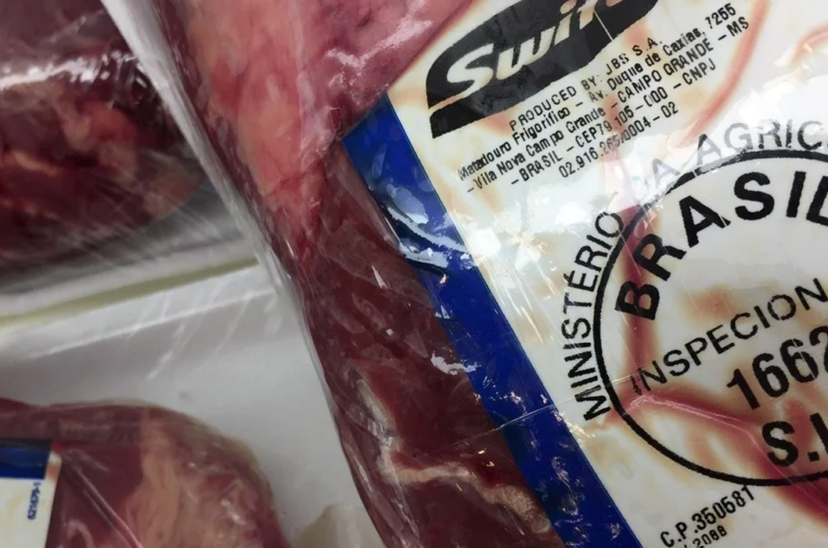 Swift
PRODUCED BY: JBS S.A.
Matadouro Frigorífico - Av. Duque de Caxias, 7255
-Vila Nova Campo Grande -CAMPO GRANDE - MS
- BRASIL - CEP79.105-000 - CNPJ
02.916.265/0004-02
MINISTÉRIO DA AGRIC
BRASIL
INSPECION
1662
S.I
C.P.350581
2088